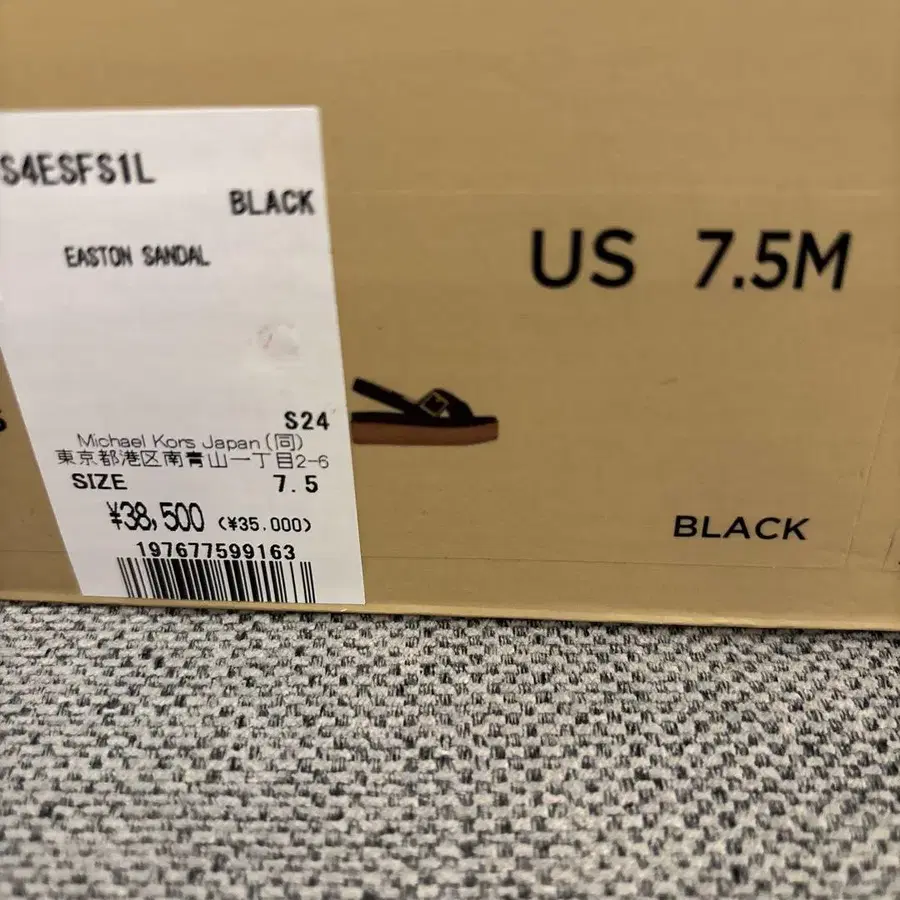 S4ESFS1L
BLACK
EASTON SANDAL
S24
Michael Kors Japan(同)
東京都港区南青山一丁目2-6
SIZE 7.5
¥38,500 (¥35.000)
197677599163
US 7.5M
BLACK